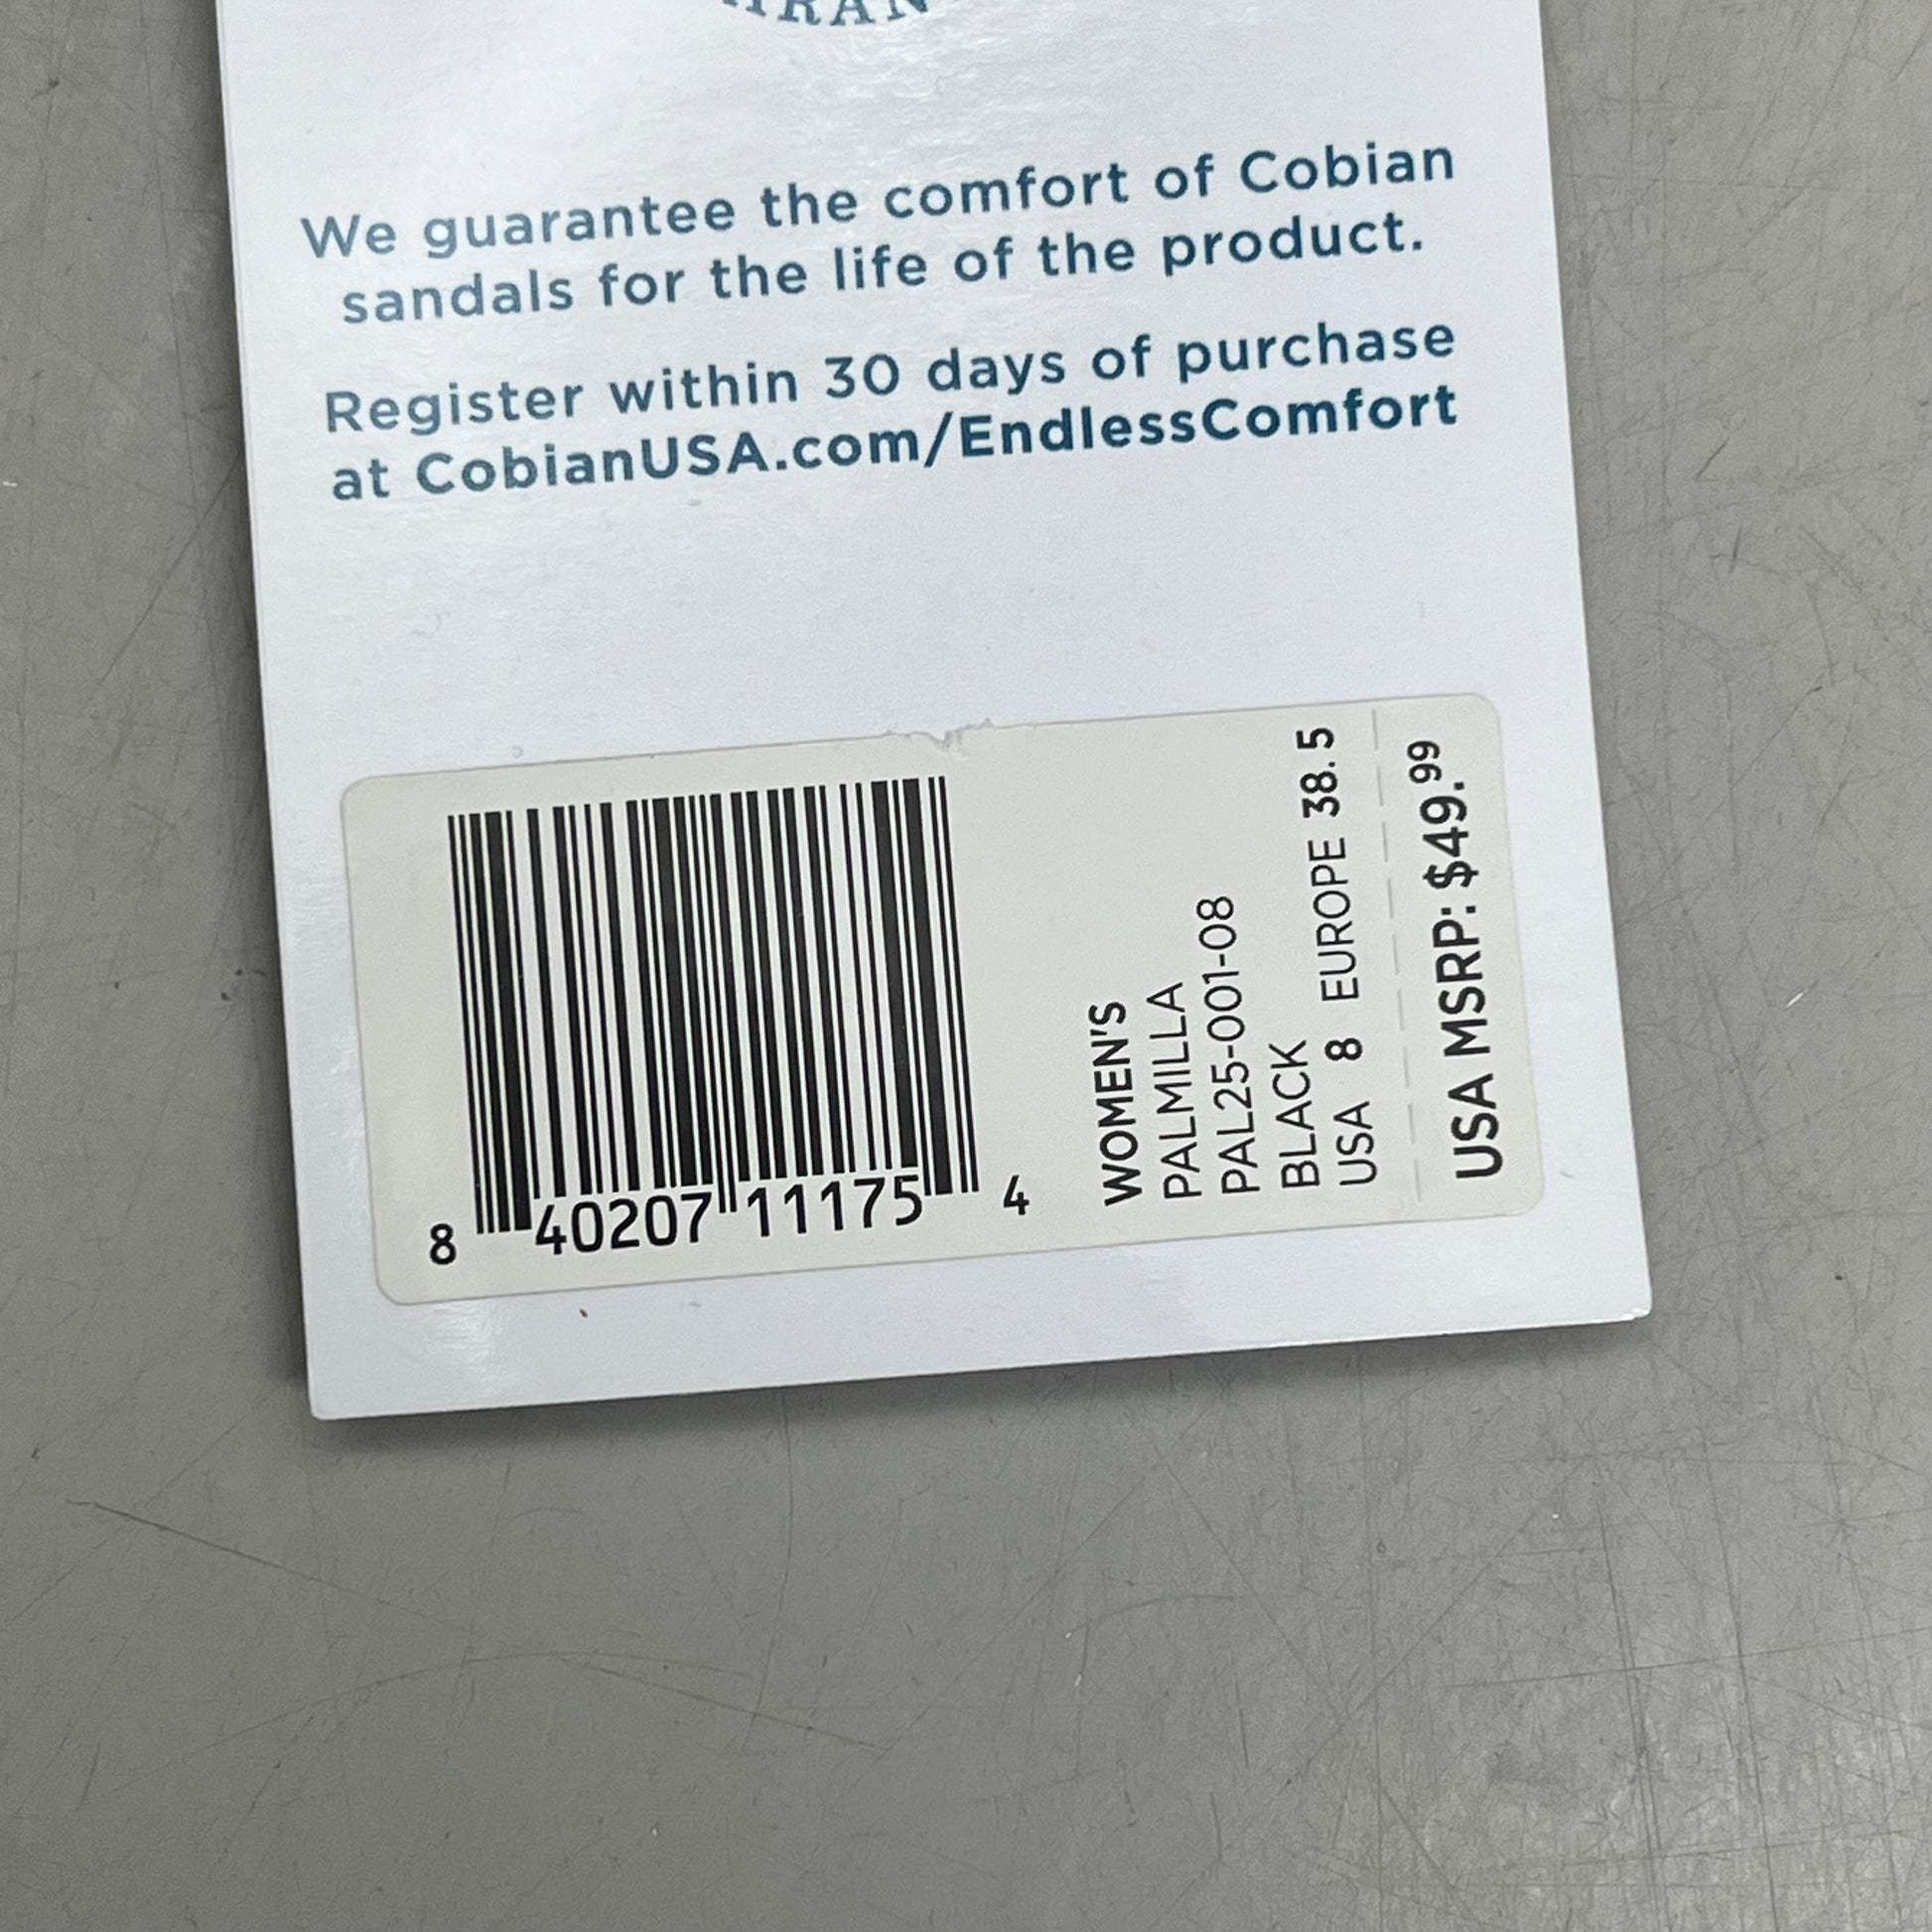 We guarantee the comfort of Cobian
sandals for the life of the product.
Register within 30 days of purchase
at CobianUSA.com/EndlessComfort
8 40207 11175 4
WOMEN'S
PALMILLA
PAL25-001-08
BLACK
USA 8 EUROPE 38.5
USA MSRP: $49.99